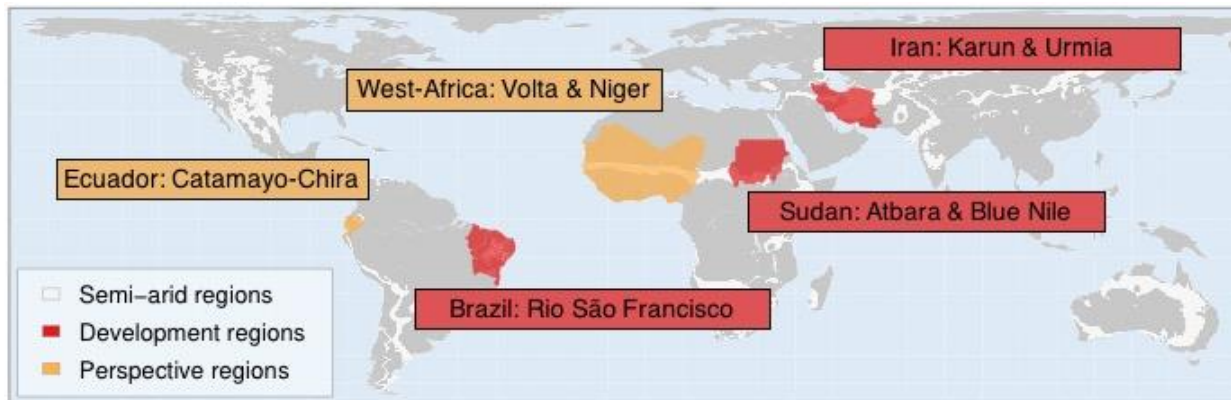 Iran: Karun & Urmia
West-Africa: Volta & Niger
Ecuador: Catamayo-Chira
Sudan: Atbara & Blue Nile
Brazil: Rio São Francisco
Semi-arid regions
Development regions
Perspective regions